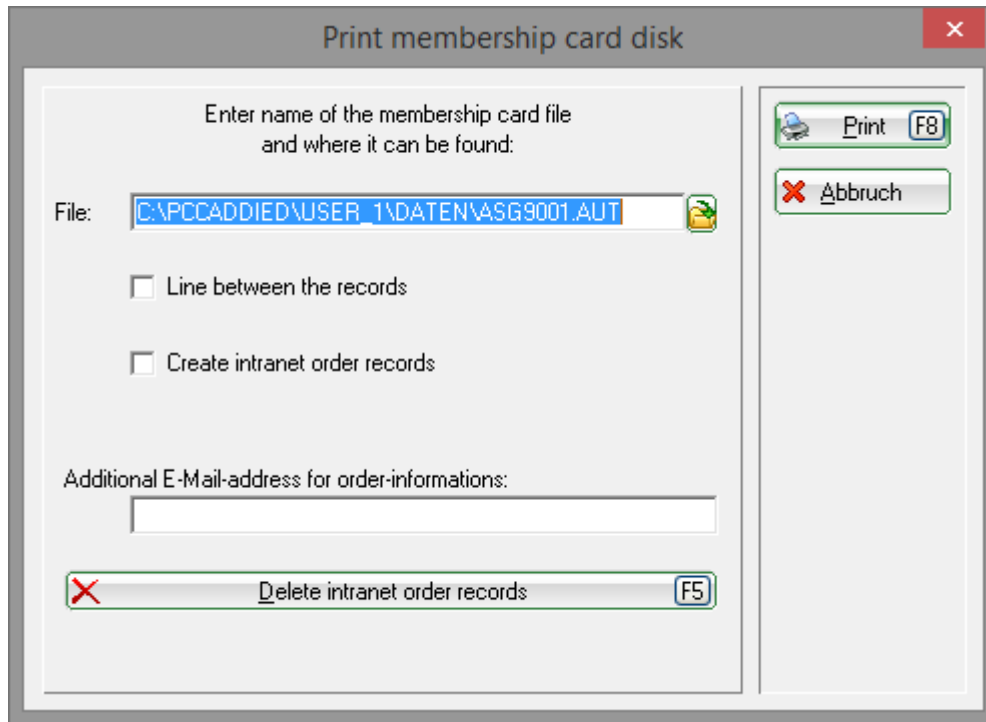 Print membership card disk
Enter name of the membership card file
and where it can be found:
File: C:\PCCADDIED\USER_1\DATEN\ASG9001.AUT
Line between the records
Create intranet order records
Additional E-Mail-address for order-informations:
Delete intranet order records F5
Print F8
Abbruch